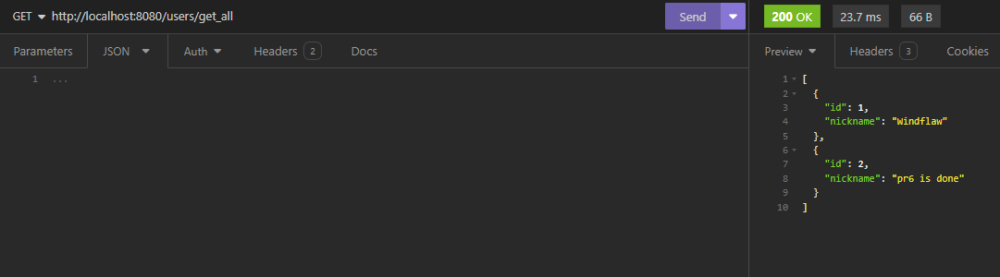 GET http://localhost:8080/users/get_all Send 200 OK 23.7 ms 66 B
Parameters JSON Auth Headers 2 Docs Preview Headers 3 Cookies
1 ...
1 [
2 {
3 "id": 1,
4 "nickname": "Windflaw"
5 },
6 {
7 "id": 2,
8 "nickname": "pr6 is done"
9 }
10 ]